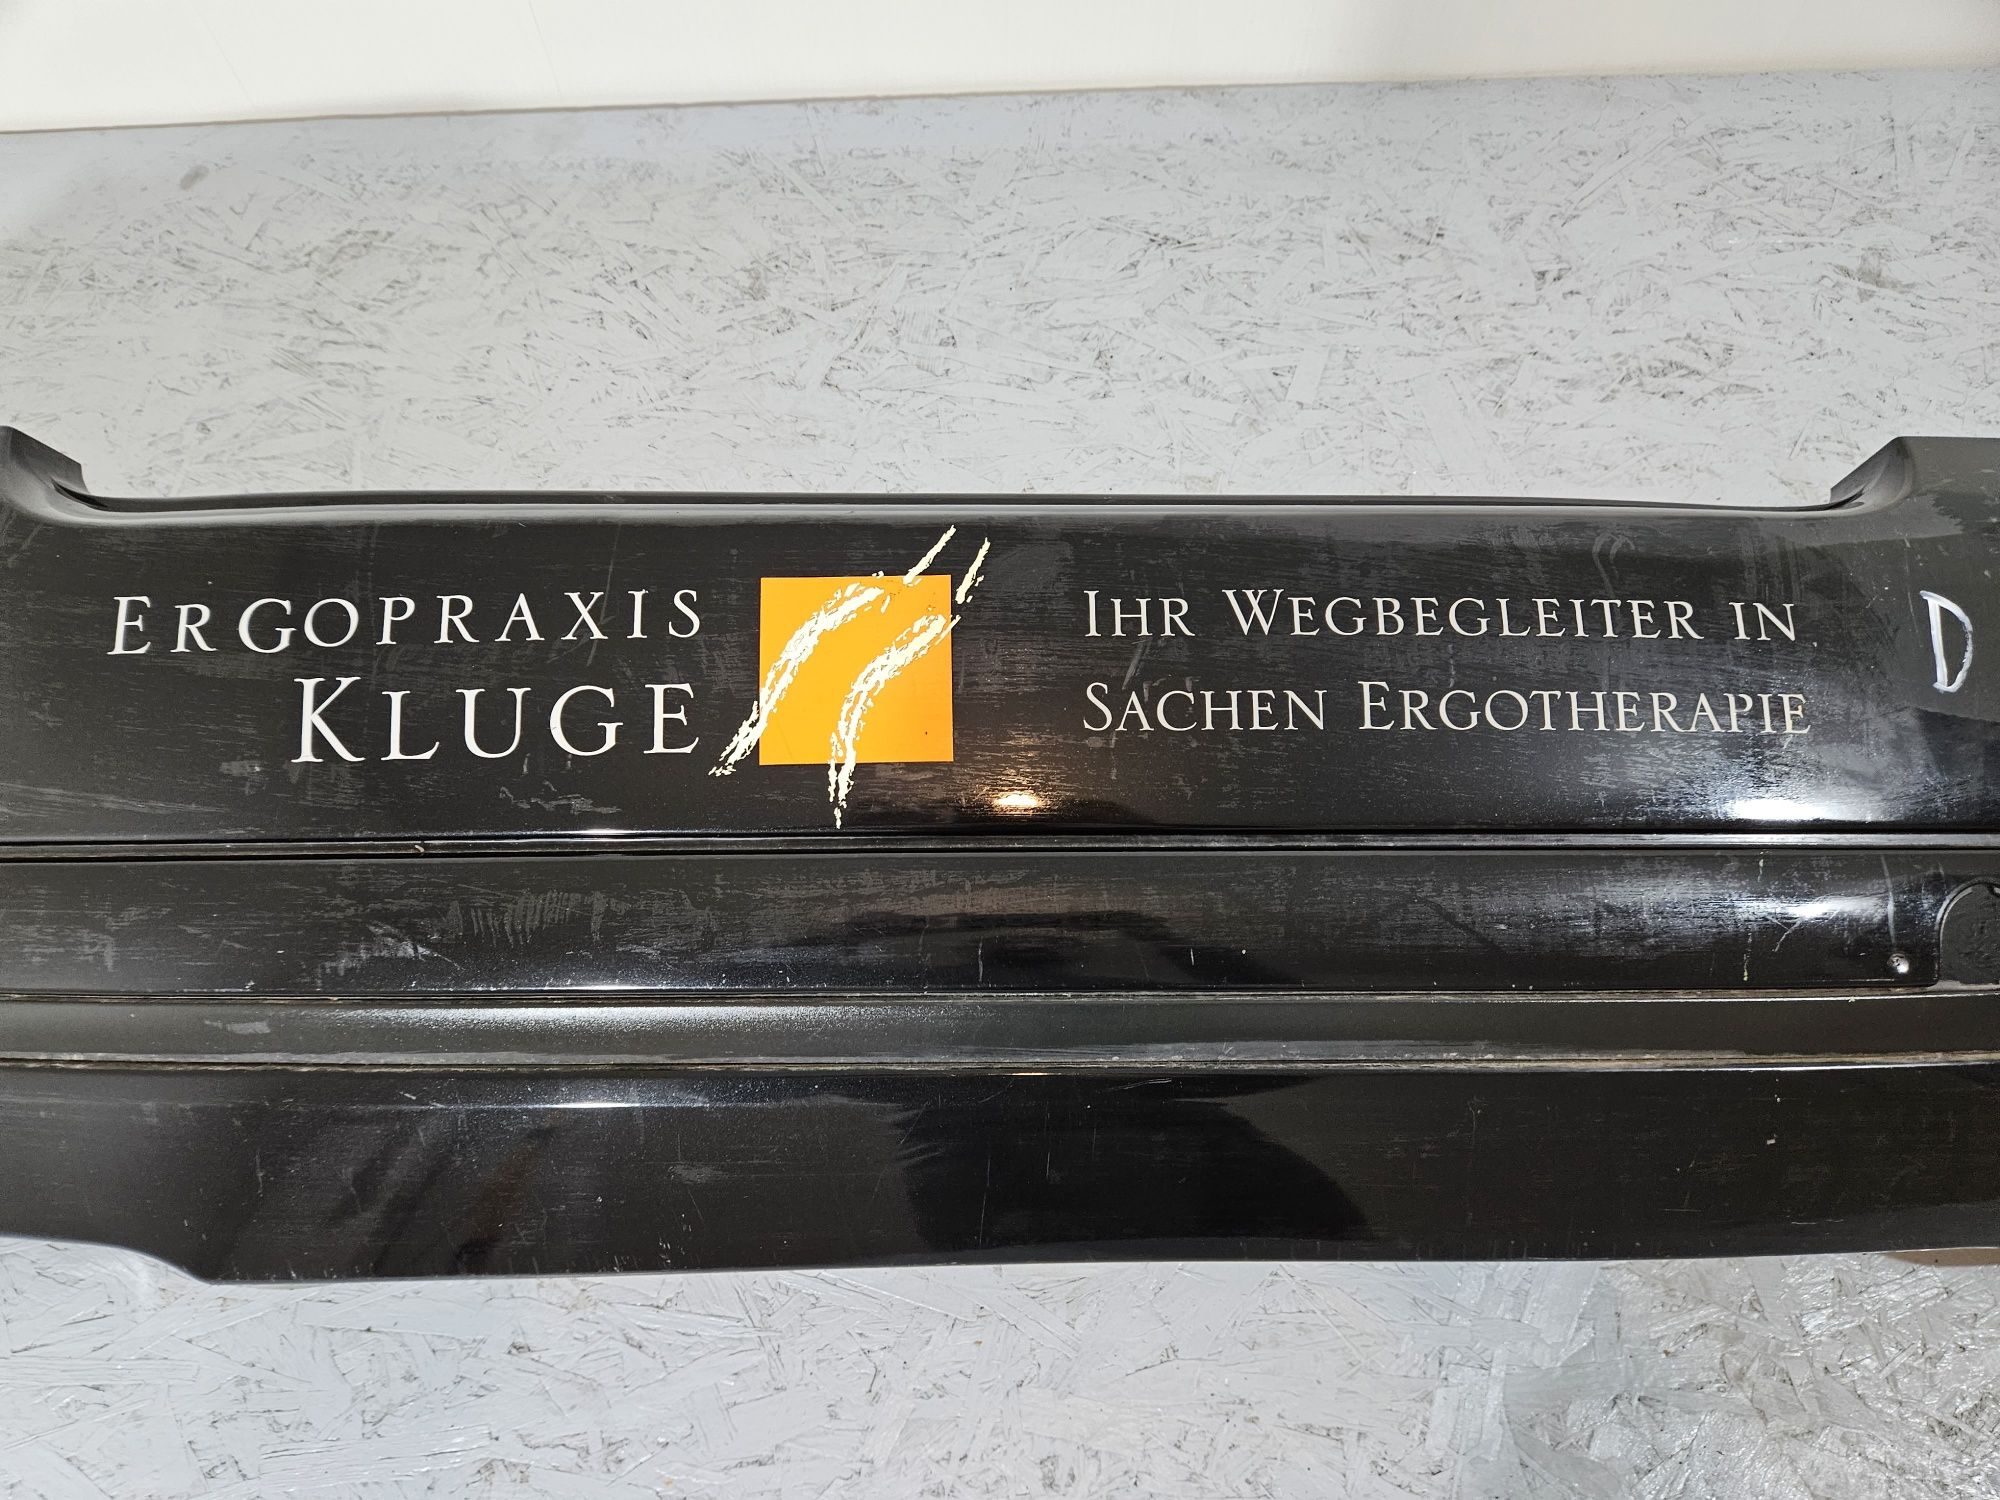 ERGOPRAXIS
KLUGE
IHR WEGBEGLEITER IN
SACHEN ERGOTHERAPIE
D